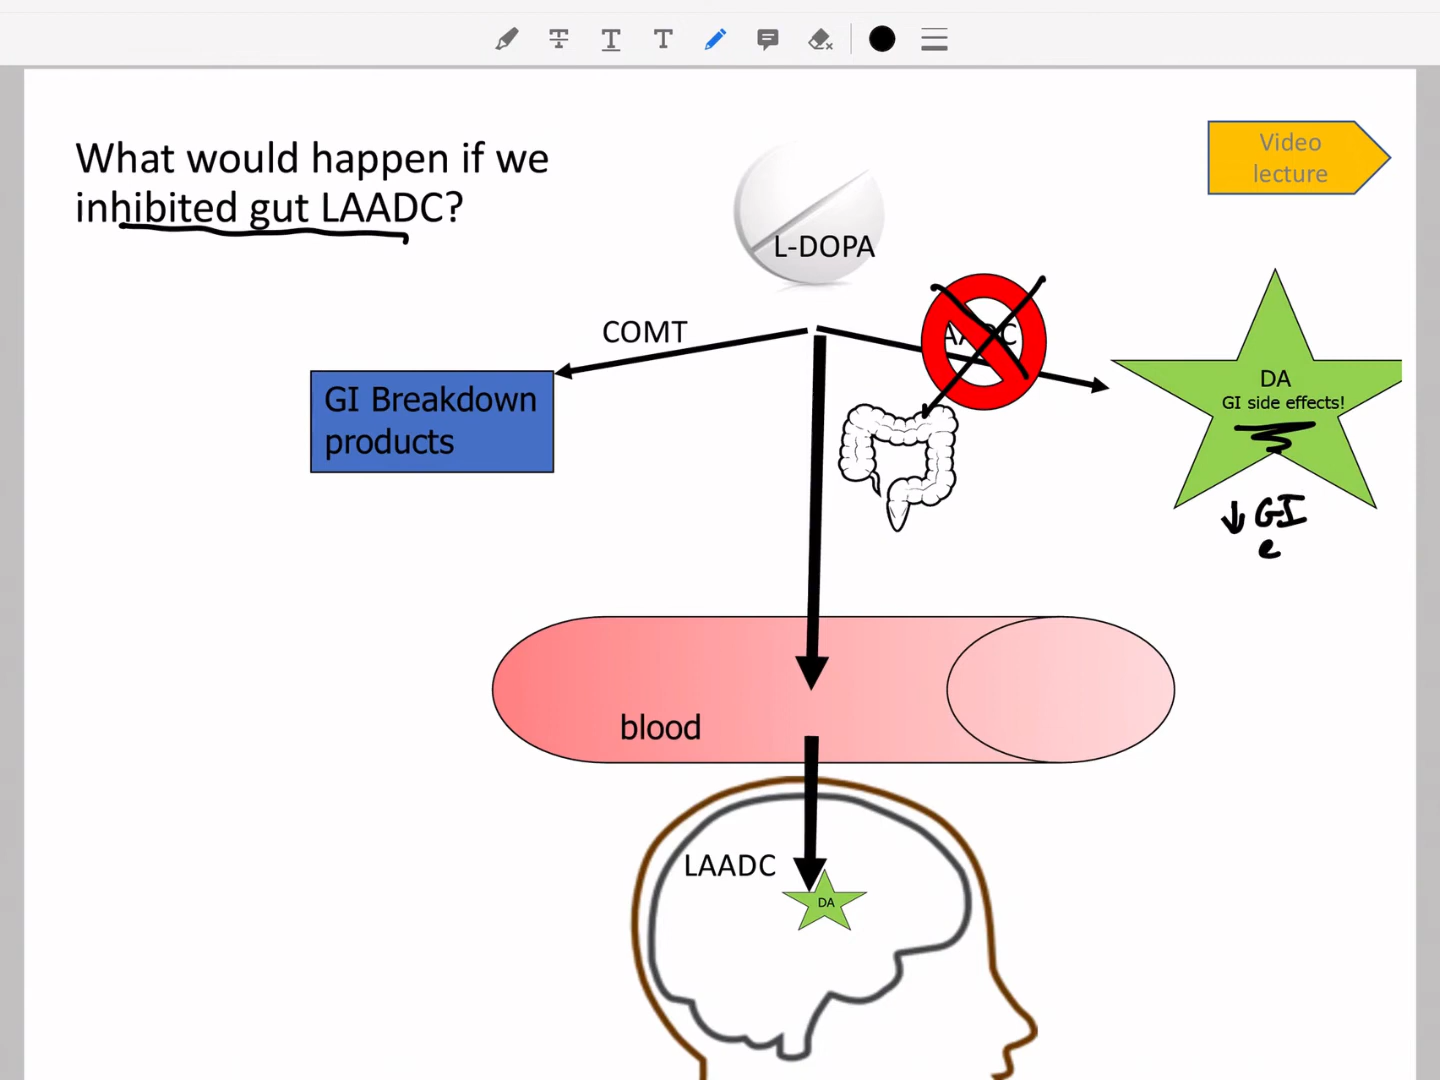 What would happen if we
inhibited gut LAADC?
Video
lecture
L-DOPA
COMT
GI Breakdown
products
DA
GI side effects!
↓ GI
e
blood
LAADC
DA